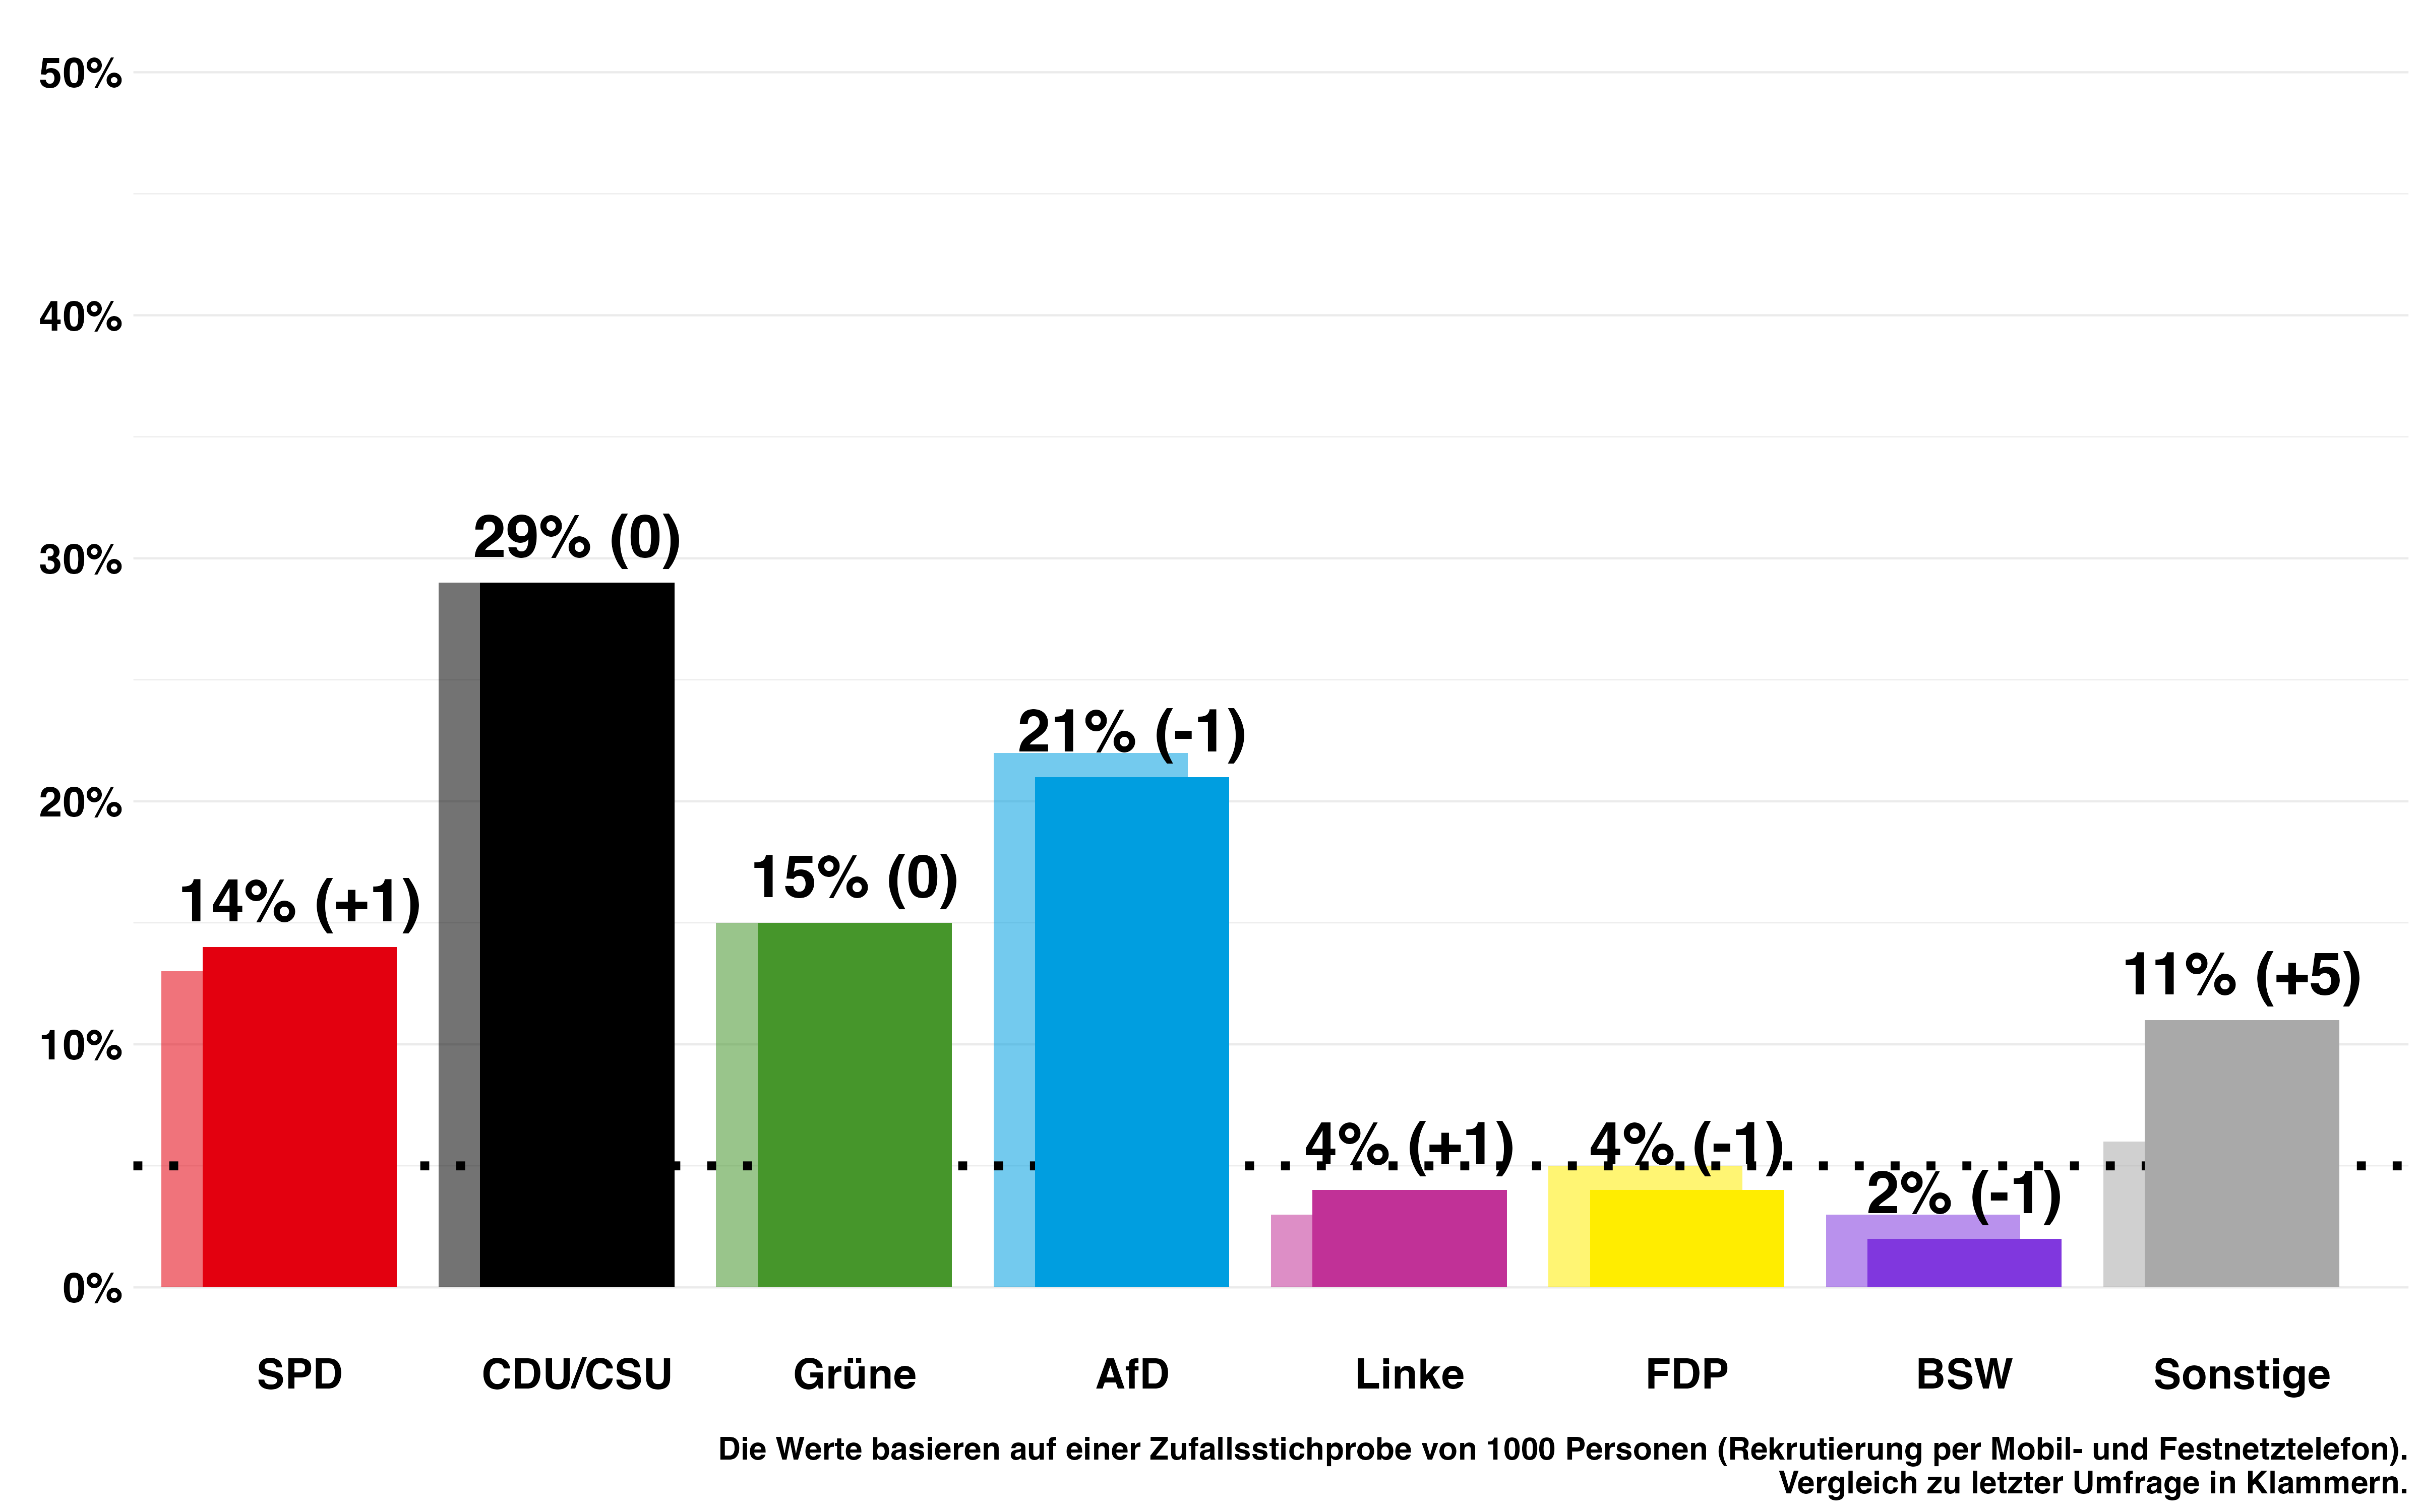 50%
40%
30%
20%
10%
0%
14% (+1)
29% (0)
15% (0)
21% (-1)
4% (+1)
4% (-1)
2% (-1)
11% (+5)
SPD
CDU/CSU
Grüne
AfD
Linke
FDP
BSW
Sonstige
Die Werte basieren auf einer Zufallsstichprobe von 1000 Personen (Rekrutierung per Mobil- und Festnetztelefon).
Vergleich zu letzter Umfrage in Klammern.